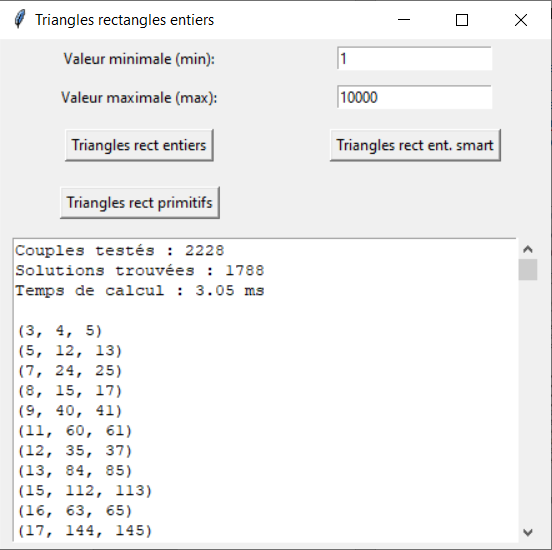 Triangles rectangles entiers
Valeur minimale (min):
1
Valeur maximale (max):
10000
Triangles rect entiers
Triangles rect ent. smart
Triangles rect primitifs
Couples testés : 2228
Solutions trouvées : 1788
Temps de calcul : 3.05 ms
(3, 4, 5)
(5, 12, 13)
(7, 24, 25)
(8, 15, 17)
(9, 40, 41)
(11, 60, 61)
(12, 35, 37)
(13, 84, 85)
(15, 112, 113)
(16, 63, 65)
(17, 144, 145)